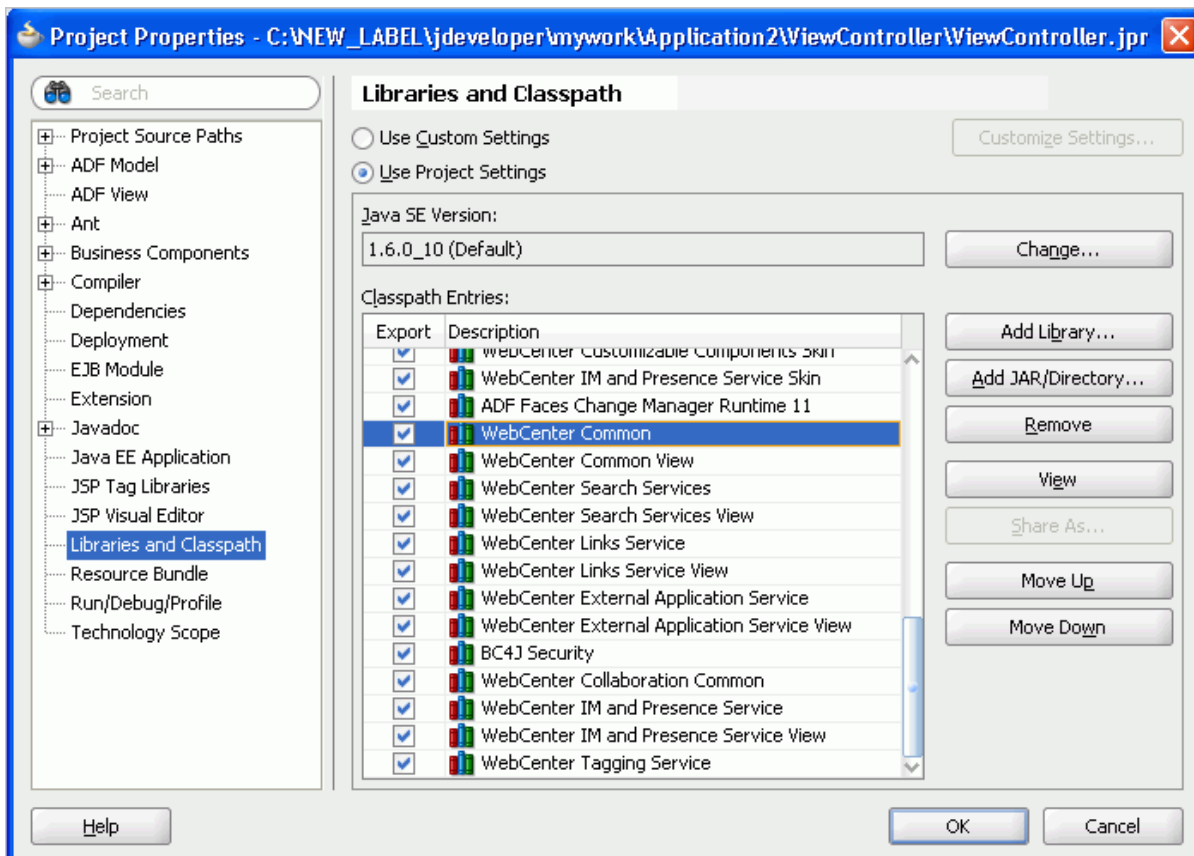 Project Properties - C:\NEW_LABEL\jdeveloper\mywork\Application2\ViewController\ViewController.jpr
Search
Project Source Paths
ADF Model
ADF View
Ant
Business Components
Compiler
Dependencies
Deployment
EJB Module
Extension
Javadoc
Java EE Application
JSP Tag Libraries
JSP Visual Editor
Libraries and Classpath
Resource Bundle
Run/Debug/Profile
Technology Scope
Libraries and Classpath
Use Custom Settings
Customize Settings...
Use Project Settings
Java SE Version:
1.6.0_10 (Default)
Change...
Classpath Entries:
Export Description
WebCenter Customizable Components Skin
WebCenter IM and Presence Service Skin
ADF Faces Change Manager Runtime 11
WebCenter Common
WebCenter Common View
WebCenter Search Services
WebCenter Search Services View
WebCenter Links Service
WebCenter Links Service View
WebCenter External Application Service
WebCenter External Application Service View
BC4J Security
WebCenter Collaboration Common
WebCenter IM and Presence Service
WebCenter IM and Presence Service View
WebCenter Tagging Service
Add Library...
Add JAR/Directory...
Remove
View
Share As...
Move Up
Move Down
Help
OK
Cancel